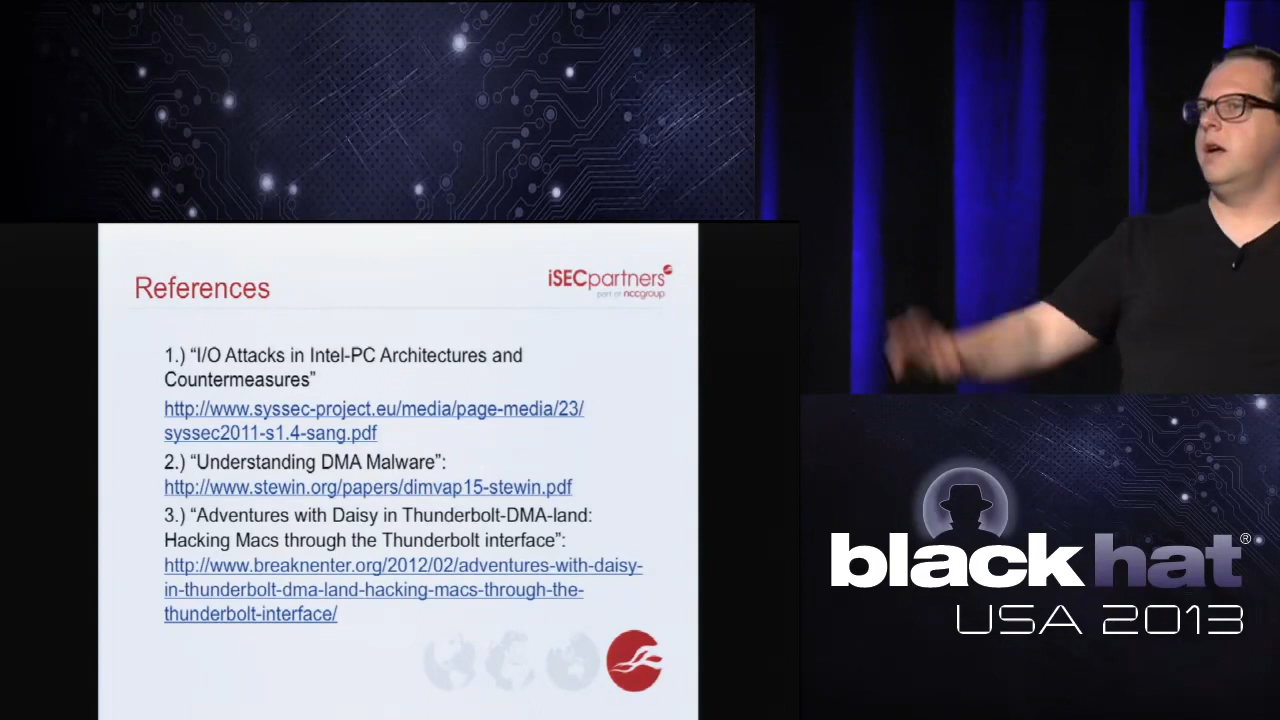 References
iSECpartners
part of nccgroup
1.) “I/O Attacks in Intel-PC Architectures and
Countermeasures”
http://www.syssec-project.eu/media/page-media/23/
syssec2011-s1.4-sang.pdf
2.) “Understanding DMA Malware”:
http://www.stewin.org/papers/dimvap15-stewin.pdf
3.) “Adventures with Daisy in Thunderbolt-DMA-land:
Hacking Macs through the Thunderbolt interface”:
http://www.breaknenter.org/2012/02/adventures-with-daisy-
in-thunderbolt-dma-land-hacking-macs-through-the-
thunderbolt-interface/
black hat®
USA 2013